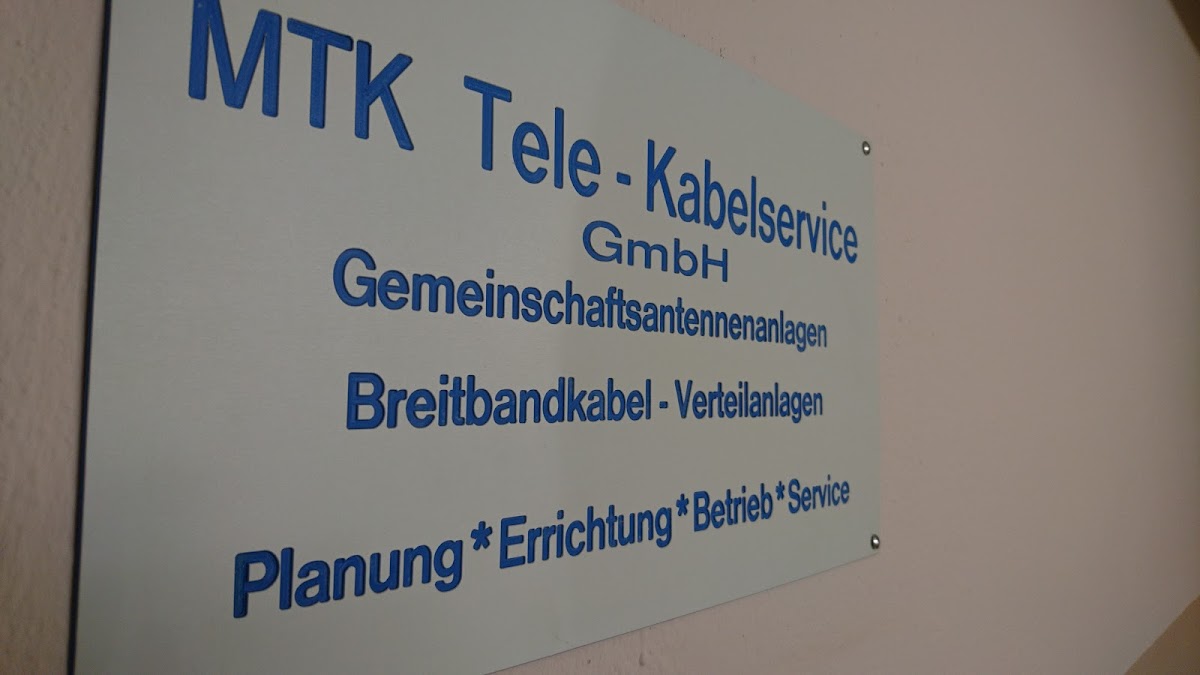 MTK Tele - Kabelservice
GmbH
Gemeinschaftsantennenanlagen
Breitbandkabel - Verteilanlagen
Planung * Errichtung * Betrieb * Service